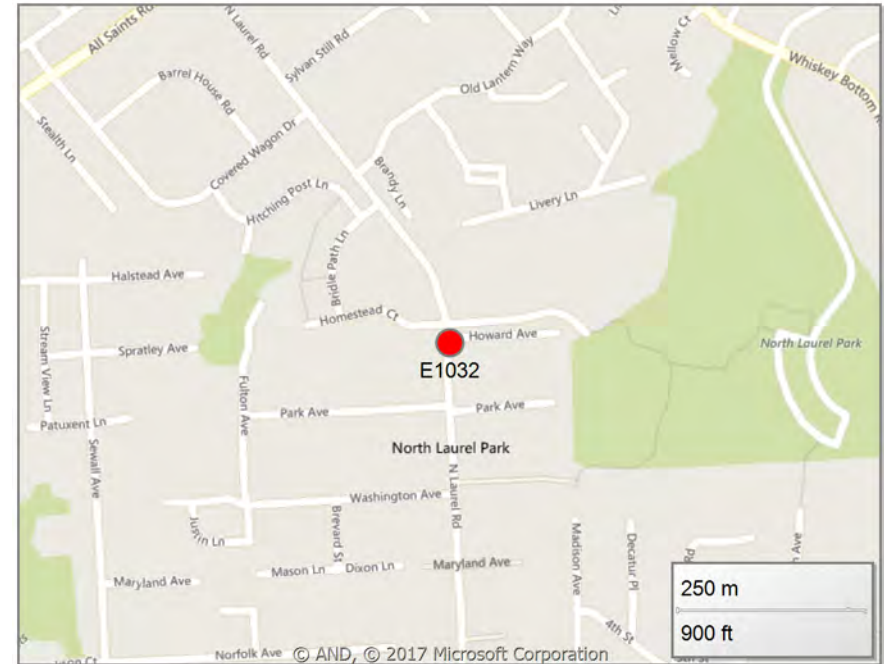 All Saints Rd
N Laurel Rd
Sylvan Still Rd
Mellow Ct
Whiskey Bottom
Barrel House Rd
Old Lantern Way
Stealth Ln
Covered Wagon Dr
Brandy Ln
Hitching Post Ln
Livery Ln
Bridle Path Ln
Halstead Ave
Homestead Ct
Howard Ave
North Laurel Park
Stream View Ln
Spratley Ave
E1032
Fulton Ave
Park Ave
Park Ave
Patuxent Ln
Sewall Ave
North Laurel Park
N Laurel Rd
Washington Ave
Justin Ln
Brevard St
Madison Ave
Decatur Pl
Rd
Ave
Maryland Ave
Mason Ln
Dixon Ln
Maryland Ave
250 m
900 ft
4th St
Norfolk Ave
© AND, © 2017 Microsoft Corporation